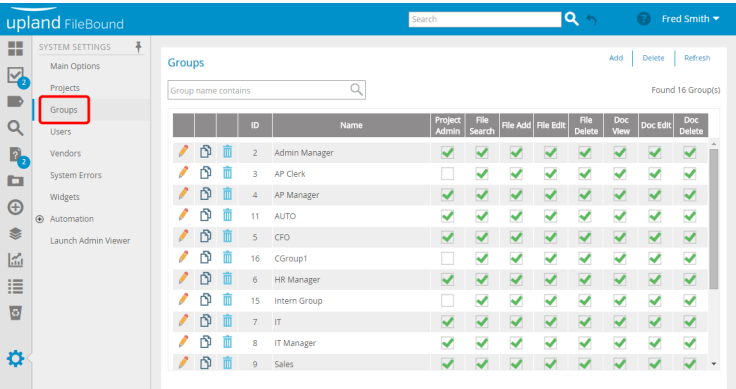 upland FileBound
Search
? Fred Smith
SYSTEM SETTINGS
Main Options
Projects
Groups
Users
Vendors
System Errors
Widgets
Automation
Launch Admin Viewer
2
? 2
Groups
Add Delete Refresh
Group name contains
Found 16 Group(s)
ID Name Project Admin File Search File Add File Edit File Delete Doc View Doc Edit Doc Delete
2 Admin Manager
3 AP Clerk
4 AP Manager
11 AUTO
5 CFO
16 CGroup1
6 HR Manager
15 Intern Group
7 IT
8 IT Manager
9 Sales